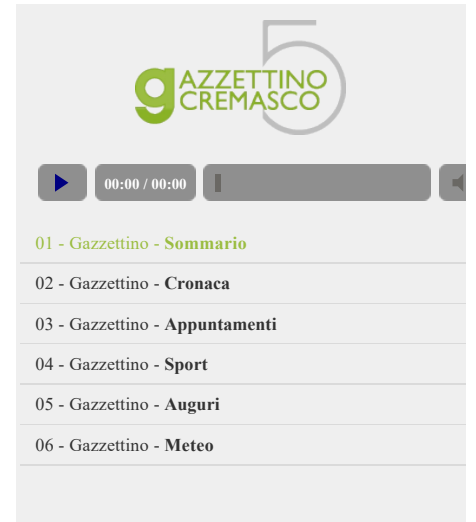 5
GAZZETTINO
CREMASCO
00:00 / 00:00
01 - Gazzettino - Sommario
02 - Gazzettino - Cronaca
03 - Gazzettino - Appuntamenti
04 - Gazzettino - Sport
05 - Gazzettino - Auguri
06 - Gazzettino - Meteo